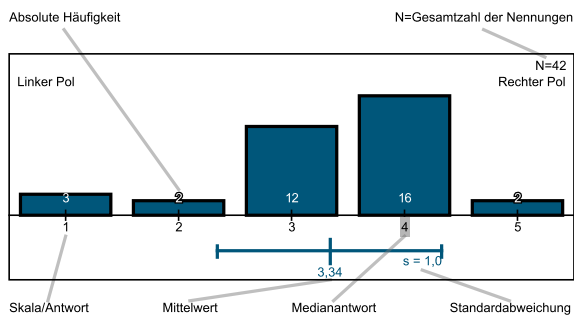 Absolute Häufigkeit
N=Gesamtzahl der Nennungen
N=42
Linker Pol
Rechter Pol
3 2 12 16 2
1 2 3 4 5
s = 1,0
3,34
Skala/Antwort Mittelwert Medianantwort Standardabweichung